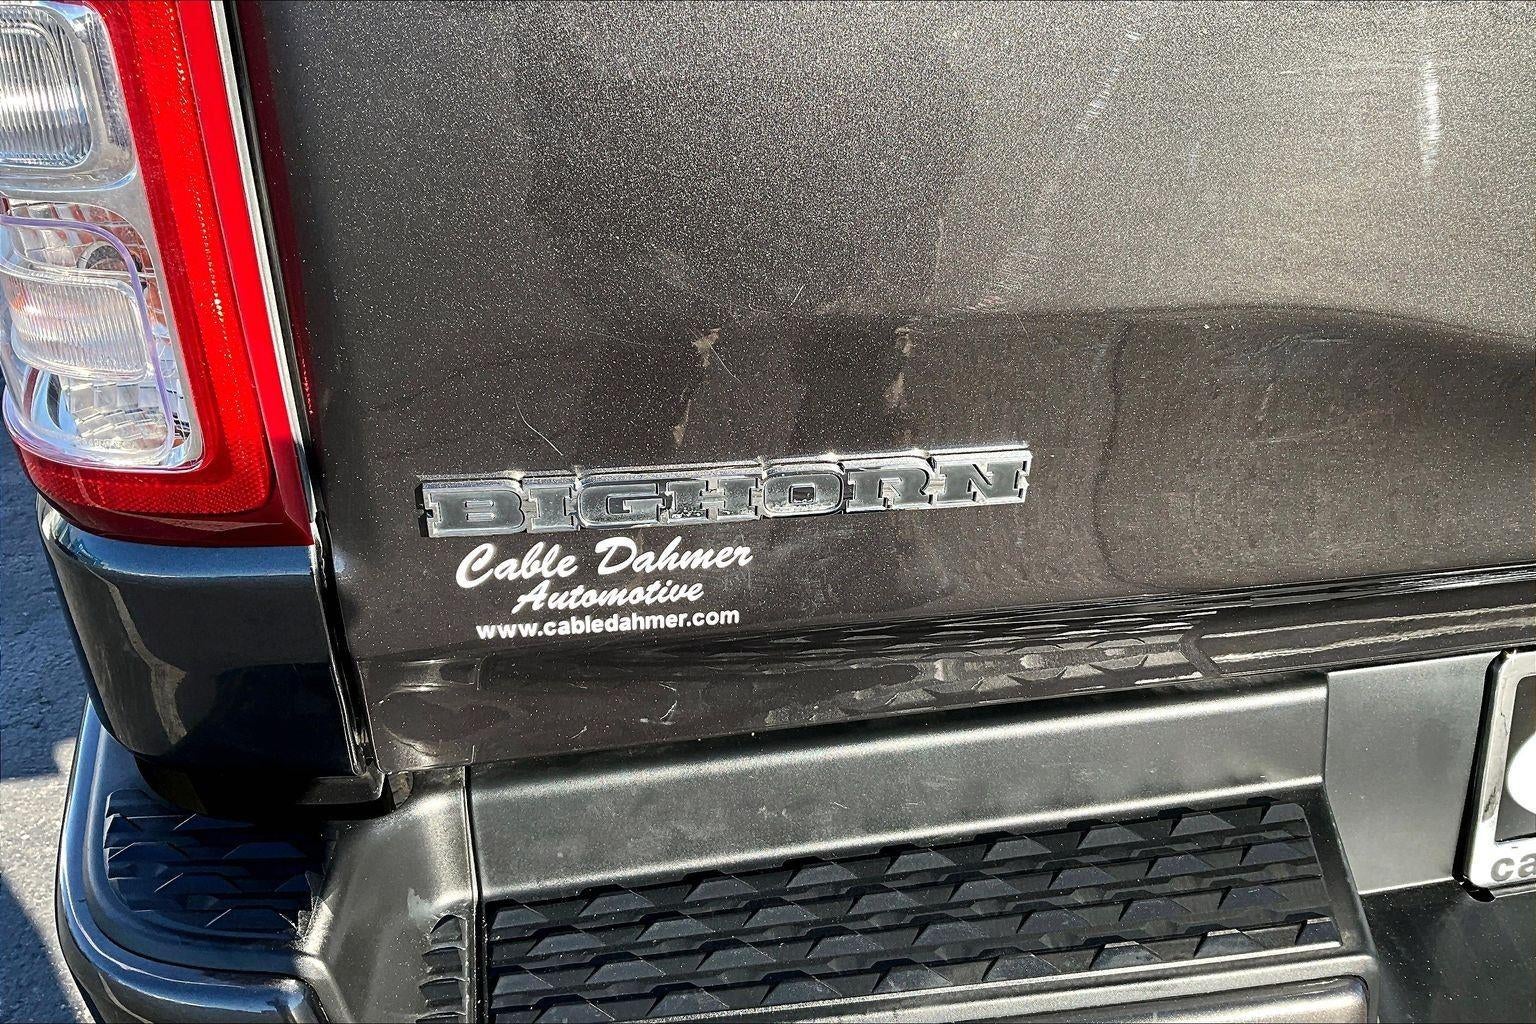 BIGHORN
Cable Dahmer
Automotive
www.cabledahmer.com